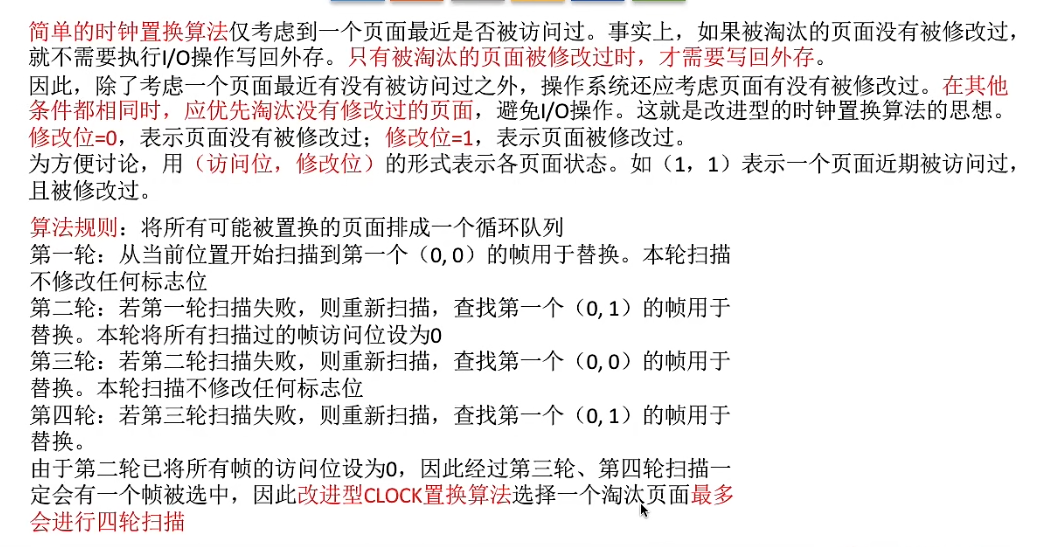 简单的时钟置换算法仅考虑到一个页面最近是否被访问过。事实上，如果被淘汰的页面没有被修改过，
就不需要执行I/O操作写回外存。只有被淘汰的页面被修改过时，才需要写回外存。
因此，除了考虑一个页面最近有没有被访问过之外，操作系统还应考虑页面有没有被修改过。在其他
条件都相同时，应优先淘汰没有修改过的页面，避免I/O操作。这就是改进型的时钟置换算法的思想。
修改位=0，表示页面没有被修改过；修改位=1，表示页面被修改过。
为方便讨论，用（访问位，修改位）的形式表示各页面状态。如（1，1）表示一个页面近期被访问过，
且被修改过。
算法规则：将所有可能被置换的页面排成一个循环队列
第一轮：从当前位置开始扫描到第一个（0, 0）的帧用于替换。本轮扫描
不修改任何标志位
第二轮：若第一轮扫描失败，则重新扫描，查找第一个（0, 1）的帧用于
替换。本轮将所有扫描过的帧访问位设为0
第三轮：若第二轮扫描失败，则重新扫描，查找第一个（0, 0）的帧用于
替换。本轮扫描不修改任何标志位
第四轮：若第三轮扫描失败，则重新扫描，查找第一个（0, 1）的帧用于
替换。
由于第二轮已将所有帧的访问位设为0，因此经过第三轮、第四轮扫描一
定会有一个帧被选中，因此改进型CLOCK置换算法选择一个淘汰页面最多
会进行四轮扫描